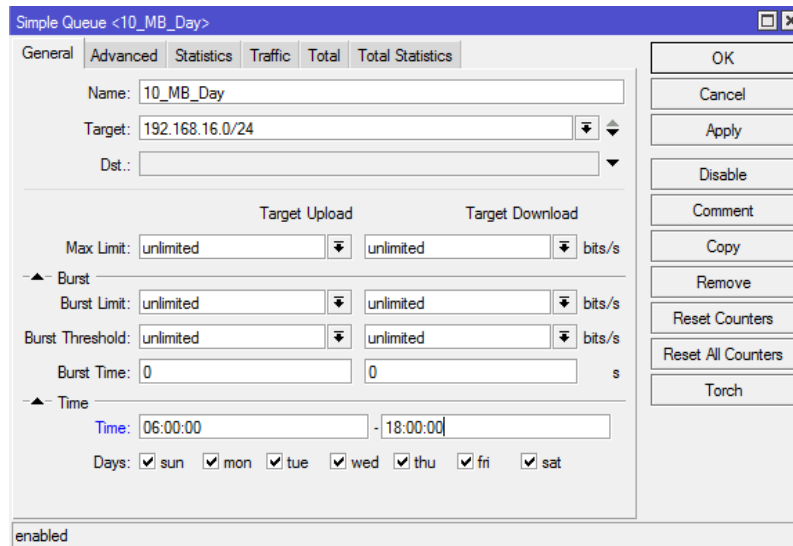 Simple Queue <10_MB_Day>
General Advanced Statistics Traffic Total Total Statistics
Name: 10_MB_Day
Target: 192.168.16.0/24
Dst.:
Target Upload Target Download
Max Limit: unlimited unlimited bits/s
Burst
Burst Limit: unlimited unlimited bits/s
Burst Threshold: unlimited unlimited bits/s
Burst Time: 0 0 s
Time
Time: 06:00:00 - 18:00:00
Days: sun mon tue wed thu fri sat
enabled
OK
Cancel
Apply
Disable
Comment
Copy
Remove
Reset Counters
Reset All Counters
Torch